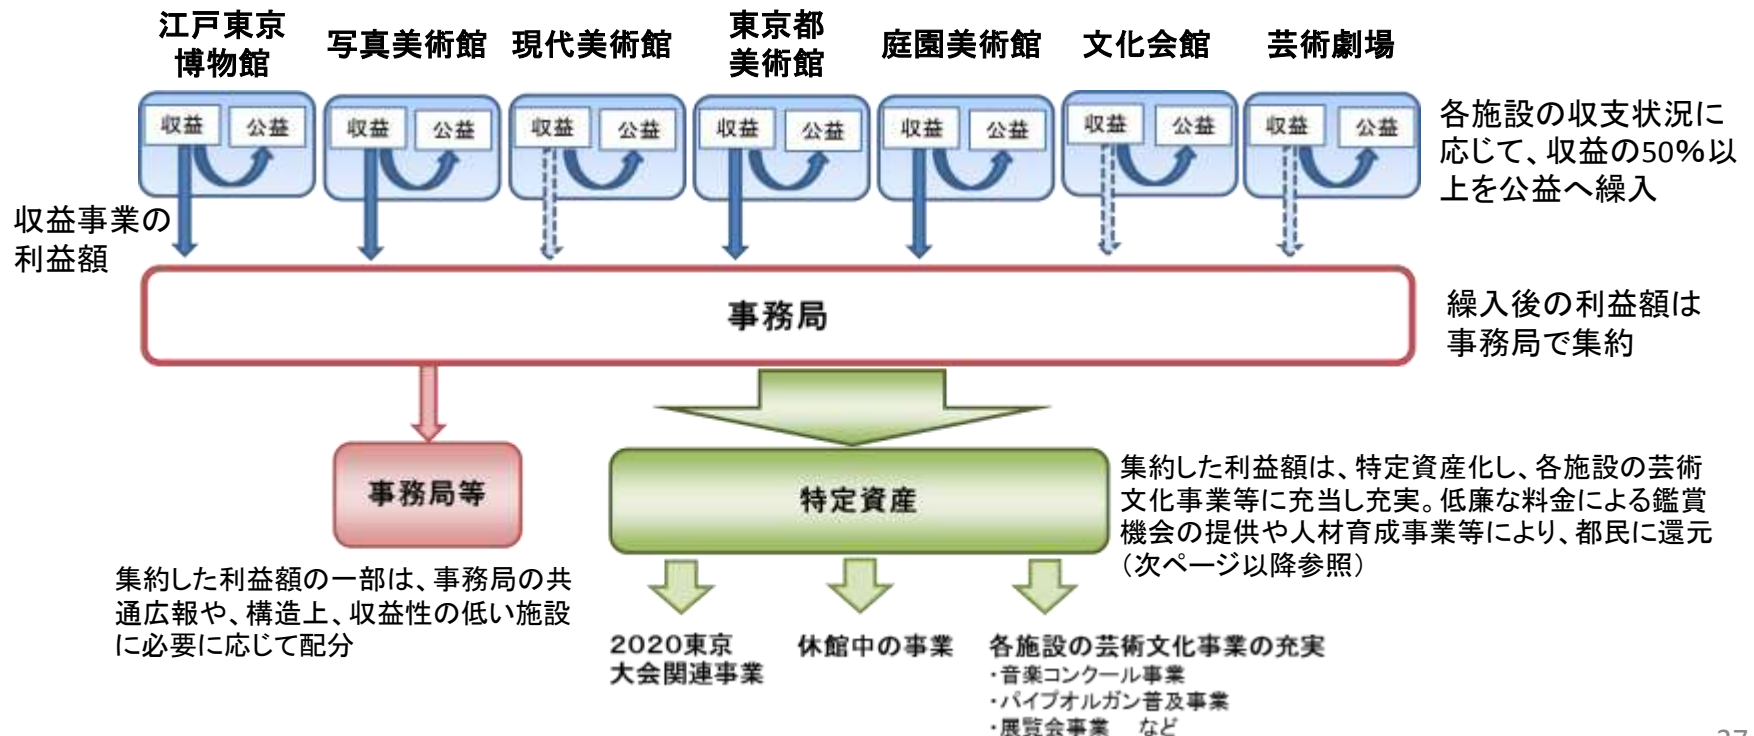 江戸東京
博物館
写真美術館
現代美術館
東京都
美術館
庭園美術館
文化会館
芸術劇場
収益 公益
収益 公益
収益 公益
収益 公益
収益 公益
収益 公益
収益 公益
各施設の収支状況に
応じて、収益の50%以
上を公益へ繰入
収益事業の
利益額
事務局
繰入後の利益額は
事務局で集約
事務局等
特定資産
集約した利益額は、特定資産化し、各施設の芸術
文化事業等に充当し充実。低廉な料金による鑑賞
機会の提供や人材育成事業等により、都民に還元
（次ページ以降参照）
集約した利益額の一部は、事務局の共
通広報や、構造上、収益性の低い施設
に必要に応じて配分
2020東京
大会関連事業
休館中の事業
各施設の芸術文化事業の充実
・音楽コンクール事業
・パイプオルガン普及事業
・展覧会事業 など